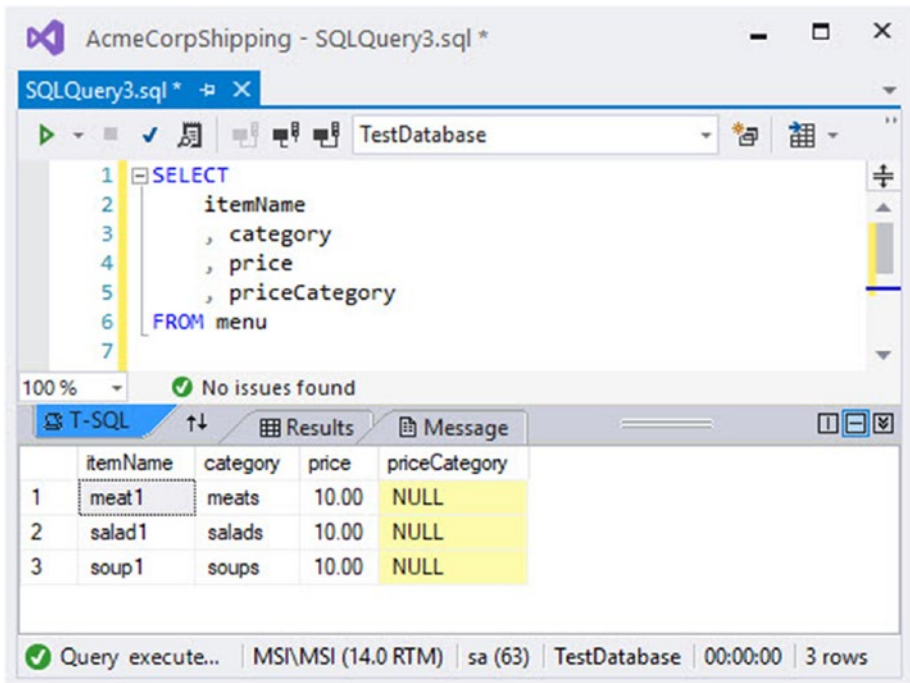 AcmeCorpShipping - SQLQuery3.sql *
SQLQuery3.sql *
TestDatabase
1 SELECT
2 itemName
3 , category
4 , price
5 , priceCategory
6 FROM menu
7
100 % No issues found
T-SQL Results Message
itemName category price priceCategory
1 meat1 meats 10.00 NULL
2 salad1 salads 10.00 NULL
3 soup1 soups 10.00 NULL
Query execute... MSI\MSI (14.0 RTM) sa (63) TestDatabase 00:00:00 3 rows